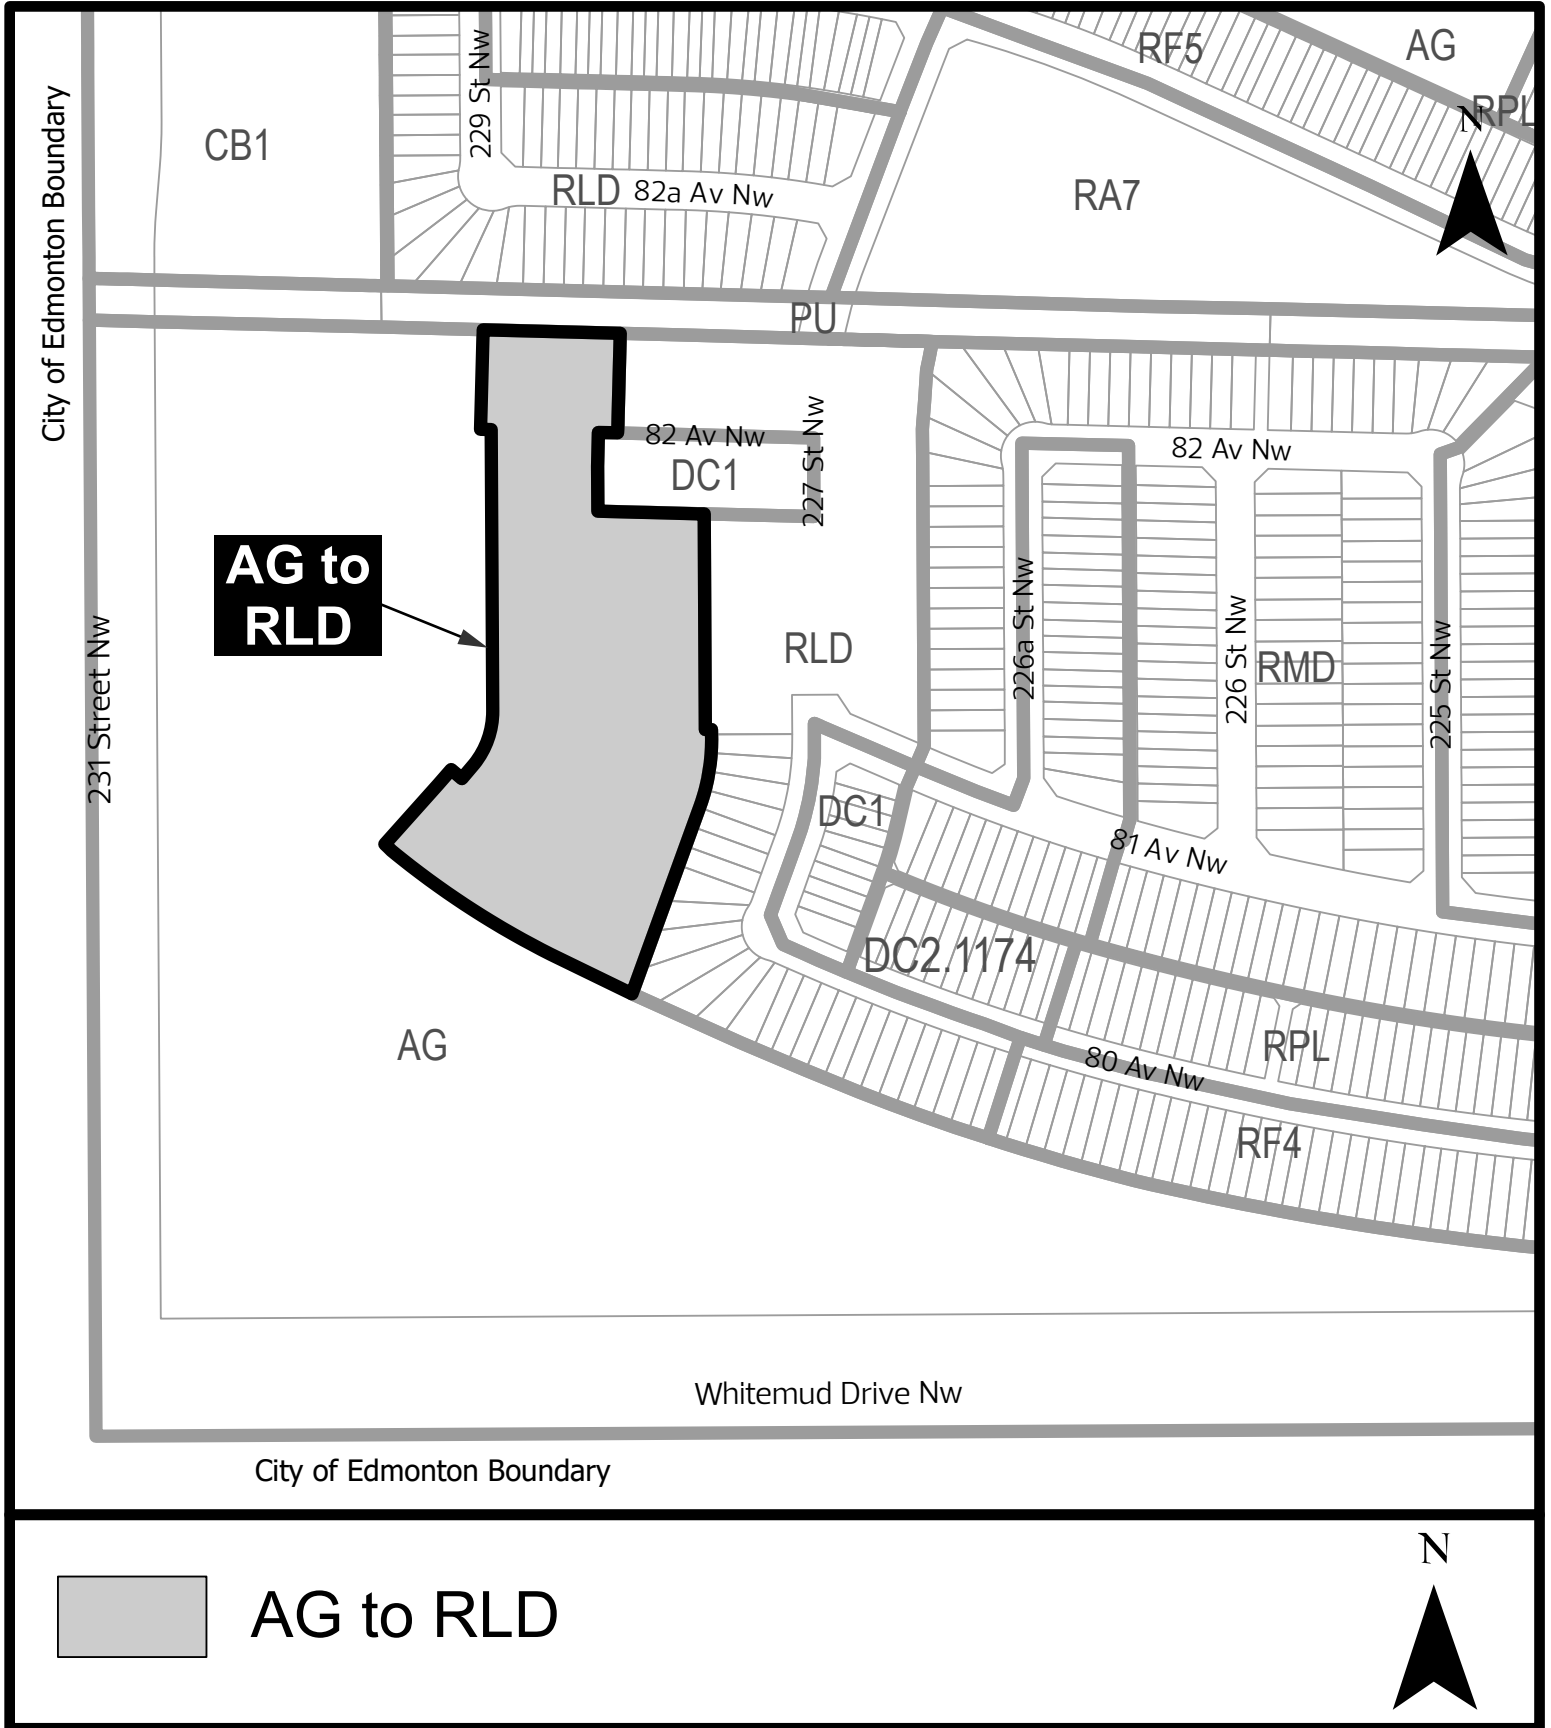 RF5
AG
229 St Nw
City of Edmonton Boundary
CB1
RPL
N
RLD
82a Av Nw
RA7
PU
82 Av Nw
227 St Nw
DC1
82 Av Nw
AG to
RLD
226a St Nw
226 St Nw
231 Street Nw
RLD
RMD
225 St Nw
DC1
81 Av Nw
DC2.1174
AG
RPL
80 Av Nw
RF4
Whitemud Drive Nw
City of Edmonton Boundary
N
AG to RLD